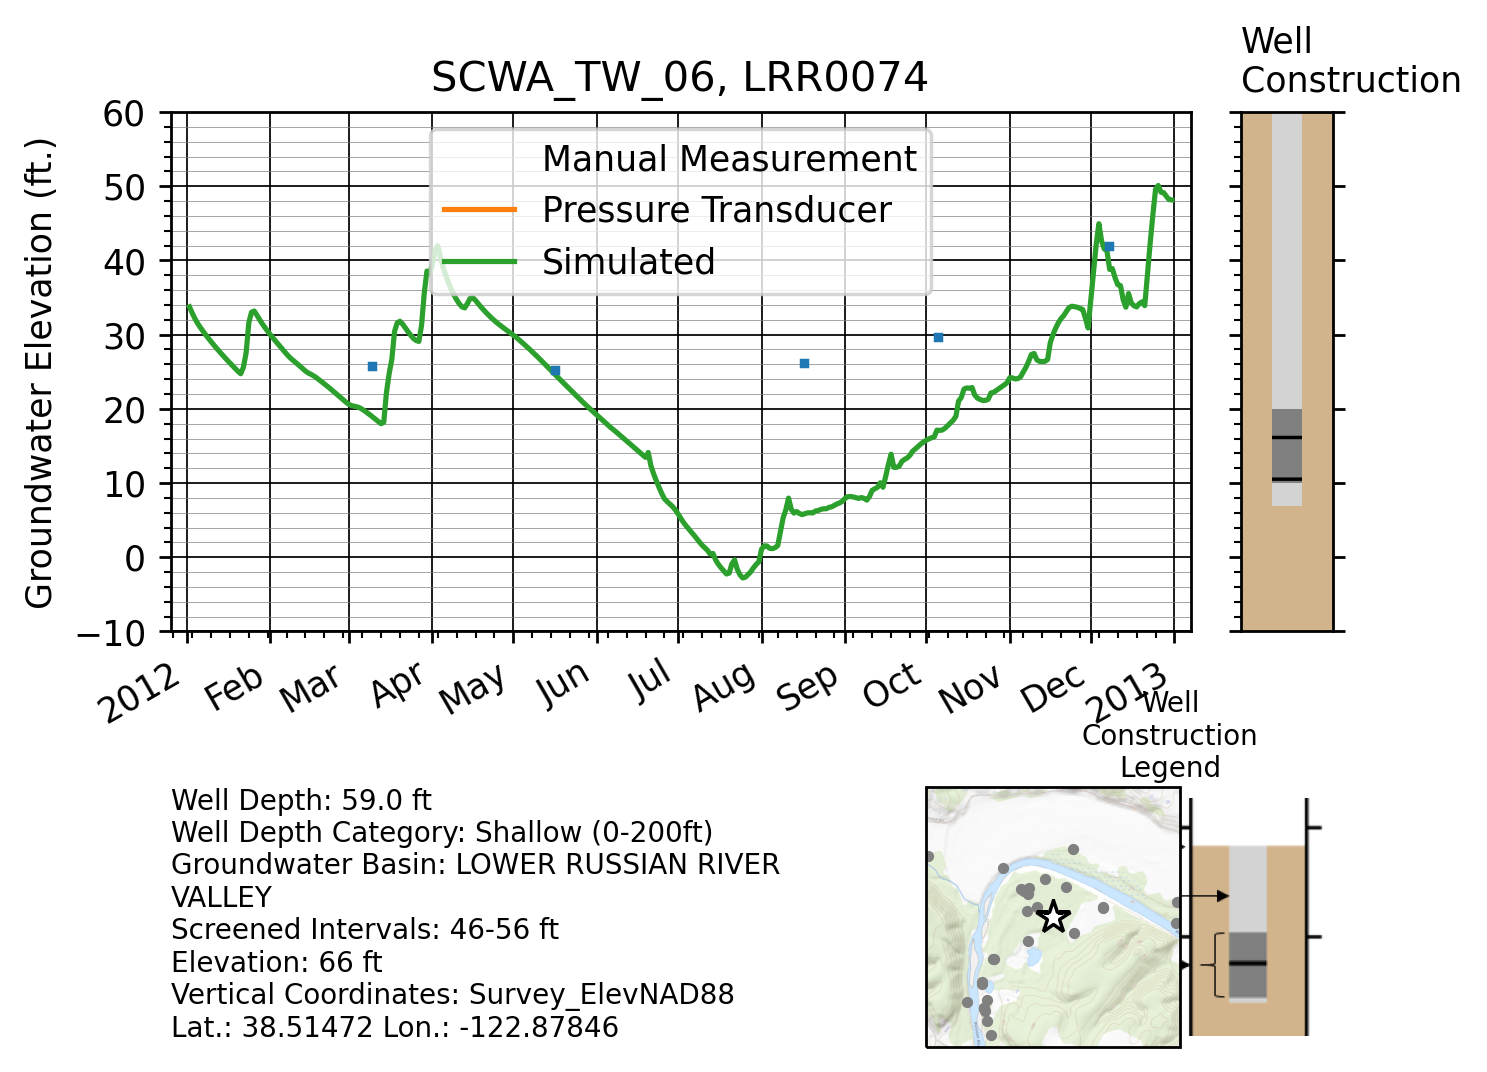 Well
Construction
SCWA_TW_06, LRR0074
Groundwater Elevation (ft.)
60
50
40
30
20
10
0
−10
Manual Measurement
Pressure Transducer
Simulated
2012 Feb Mar Apr May Jun Jul Aug Sep Oct Nov Dec 2013
Well
Construction
Legend
Well Depth: 59.0 ft
Well Depth Category: Shallow (0-200ft)
Groundwater Basin: LOWER RUSSIAN RIVER
VALLEY
Screened Intervals: 46-56 ft
Elevation: 66 ft
Vertical Coordinates: Survey_ElevNAD88
Lat.: 38.51472 Lon.: -122.87846